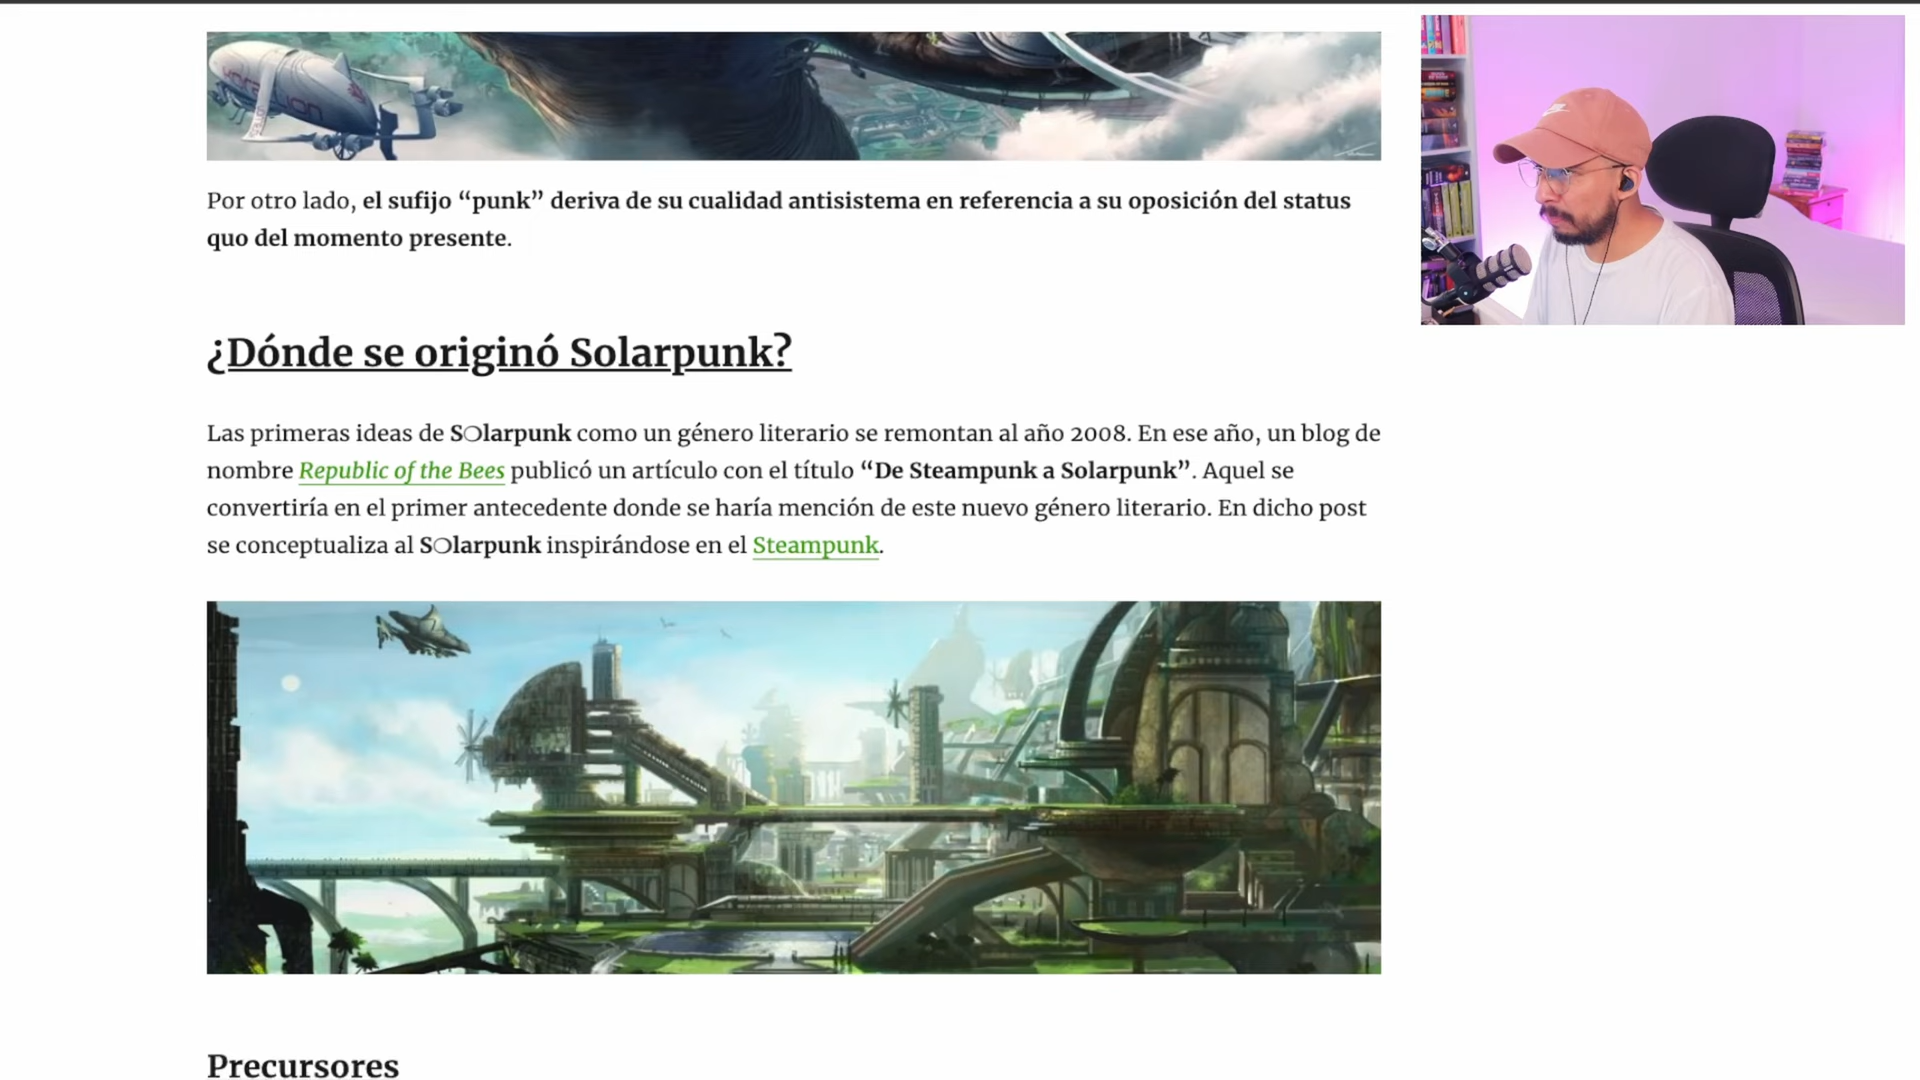 Por otro lado, el sufijo “punk” deriva de su cualidad antisistema en referencia a su oposición del status
quo del momento presente.
¿Dónde se originó Solarpunk?
Las primeras ideas de S❍larpunk como un género literario se remontan al año 2008. En ese año, un blog de
nombre Republic of the Bees publicó un artículo con el título “De Steampunk a Solarpunk”. Aquel se
convertiría en el primer antecedente donde se haría mención de este nuevo género literario. En dicho post
se conceptualiza al S❍larpunk inspirándose en el Steampunk.
Precursores